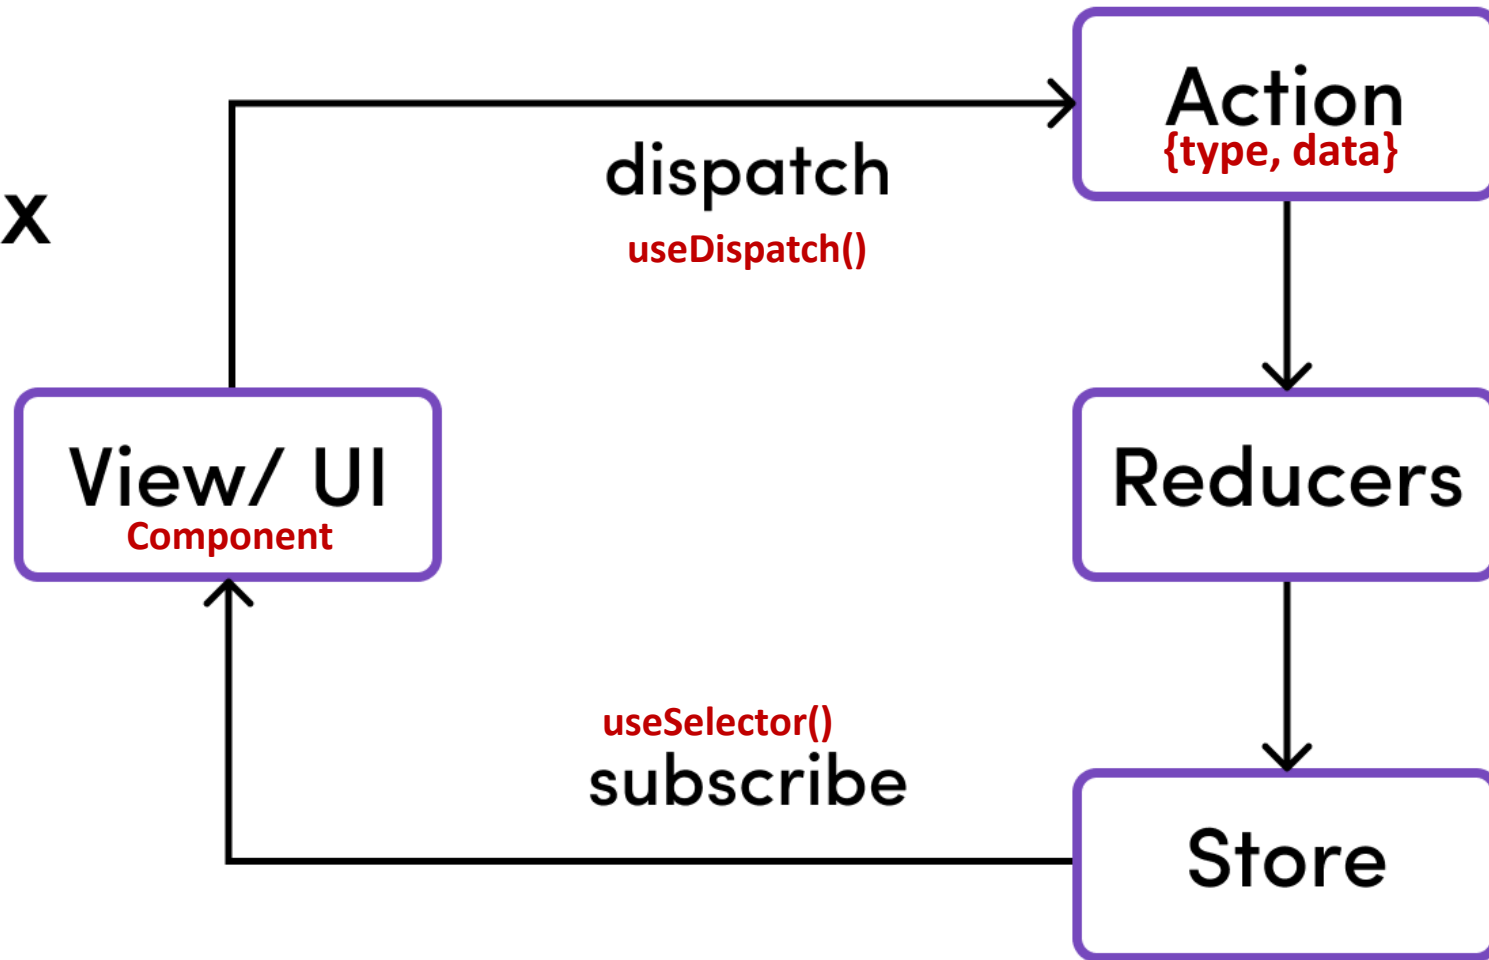 Action
{type, data}
dispatch
useDispatch()
x
View/ UI
Component
Reducers
useSelector()
subscribe
Store